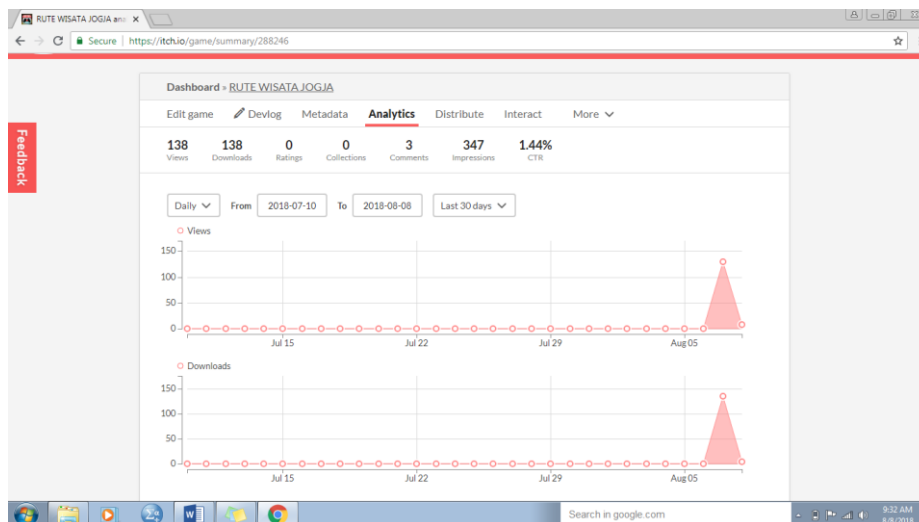 RUTE WISATA JOGJA ana
Secure | https://itch.io/game/summary/288246
Dashboard » RUTE WISATA JOGJA
Edit game Devlog Metadata Analytics Distribute Interact More
138 138 0 0 3 347 1.44%
Views Downloads Ratings Collections Comments Impressions CTR
Feedback
Daily From 2018-07-10 To 2018-08-08 Last 30 days
Views
150
100
50
0
Jul 15 Jul 22 Jul 29 Aug 05
Downloads
150
100
50
0
Jul 15 Jul 22 Jul 29 Aug 05
Search in google.com
9:32 AM
8/8/2018